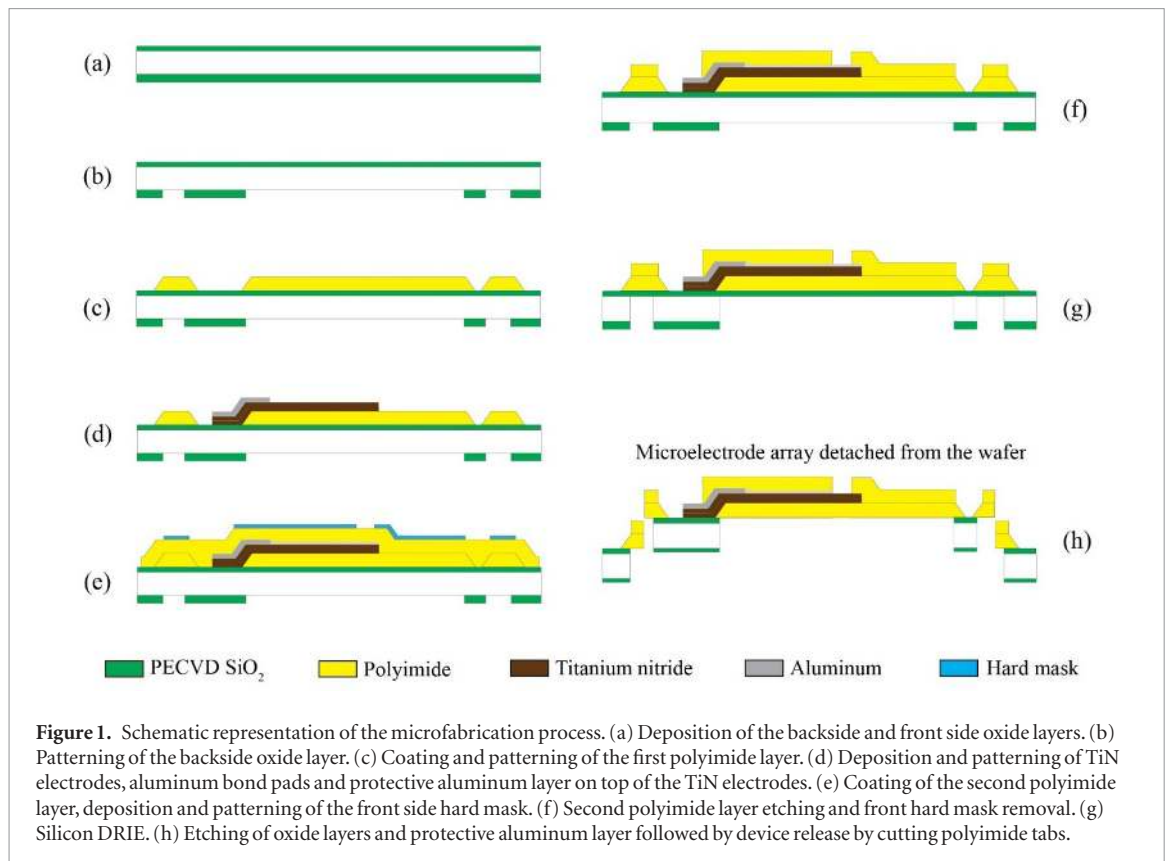 (a)
(b)
(c)
(d)
(e)
(f)
(g)
Microelectrode array detached from the wafer
(h)
PECVD SiO₂
Polyimide
Titanium nitride
Aluminum
Hard mask
Figure 1. Schematic representation of the microfabrication process. (a) Deposition of the backside and front side oxide layers. (b)
Patterning of the backside oxide layer. (c) Coating and patterning of the first polyimide layer. (d) Deposition and patterning of TiN
electrodes, aluminum bond pads and protective aluminum layer on top of the TiN electrodes. (e) Coating of the second polyimide
layer, deposition and patterning of the front side hard mask. (f) Second polyimide layer etching and front hard mask removal. (g)
Silicon DRIE. (h) Etching of oxide layers and protective aluminum layer followed by device release by cutting polyimide tabs.